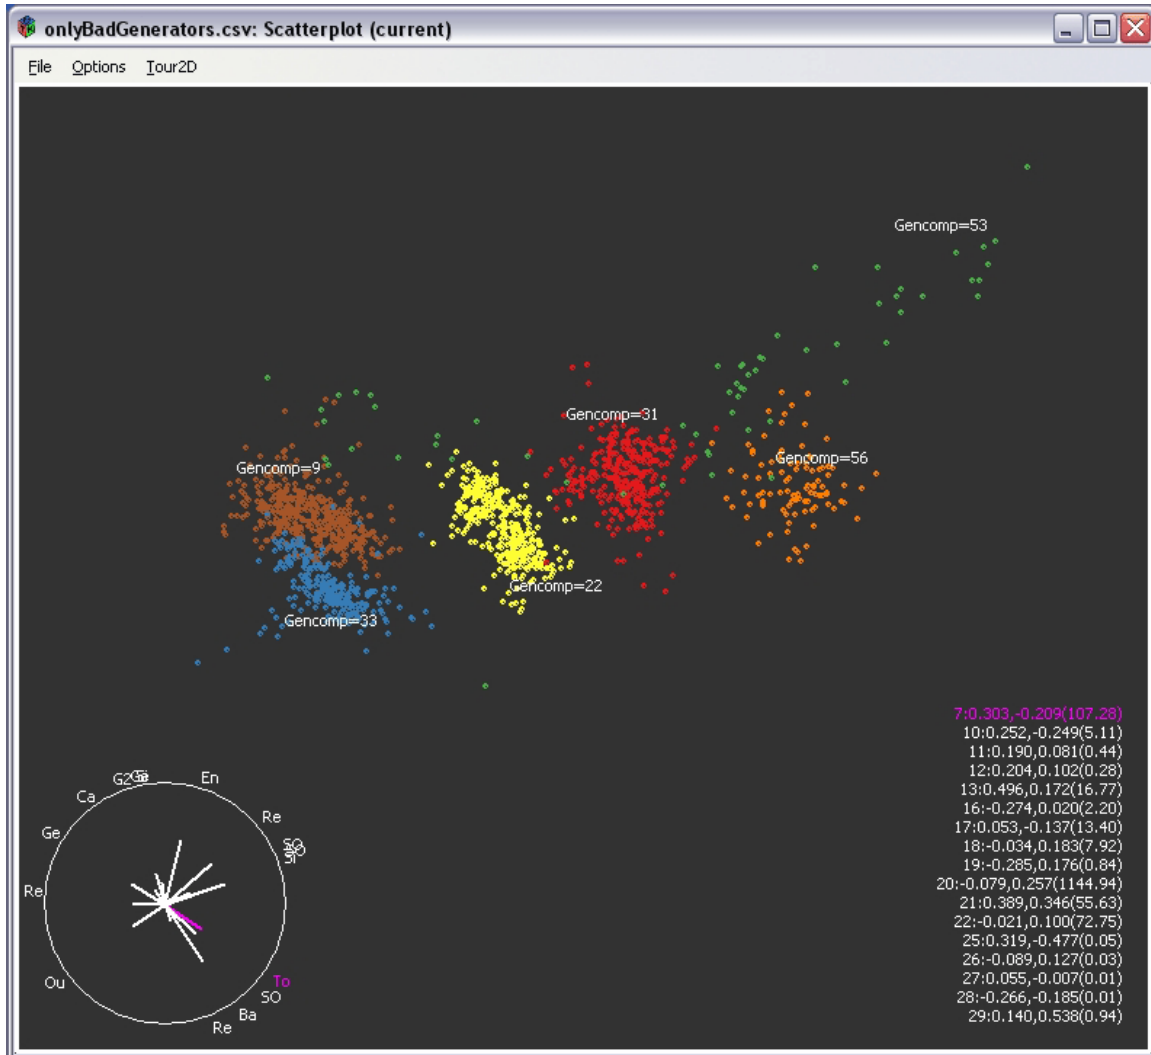 onlyBadGenerators.csv: Scatterplot (current)
File Options Tour2D
Gencomp=53
Gencomp=31
Gencomp=56
Gencomp=9
Gencomp=22
Gencomp=33
7:0.303,-0.209(107.28)
10:0.252,-0.249(5.11)
11:0.190,0.081(0.44)
12:0.204,0.102(0.28)
13:0.496,0.172(16.77)
16:-0.274,0.020(2.20)
17:0.053,-0.137(13.40)
18:-0.034,0.183(7.92)
19:-0.285,0.176(0.84)
20:-0.079,0.257(1144.94)
21:0.389,0.346(55.63)
22:-0.021,0.100(72.75)
25:0.319,-0.477(0.05)
26:-0.089,0.127(0.03)
27:0.055,-0.007(0.01)
28:-0.266,-0.185(0.01)
29:0.140,0.538(0.94)
En
Ca
Re
Ge
Re
Ou
To
SO
Ba
Re